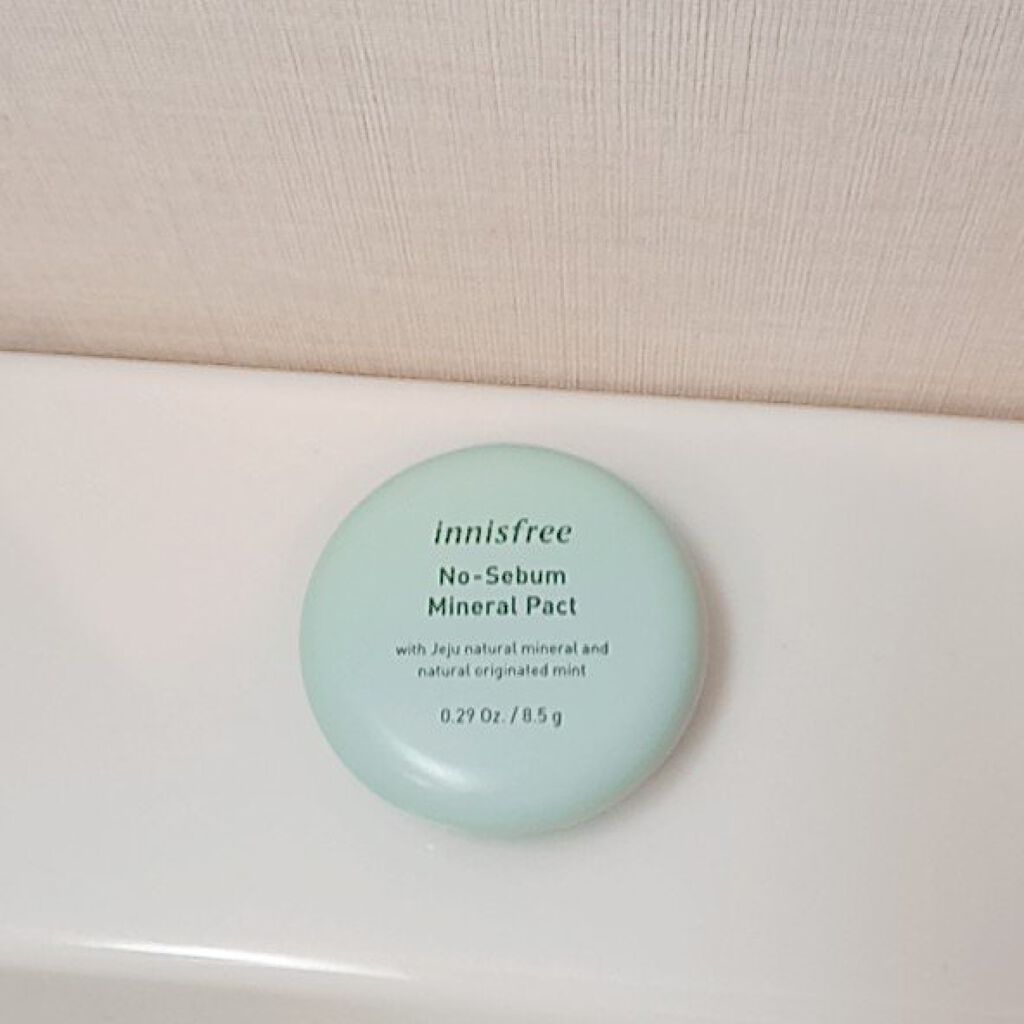 innisfree
No-Sebum
Mineral Pact
with Jeju natural mineral and
natural originated mint
0.29 Oz. / 8.5 g